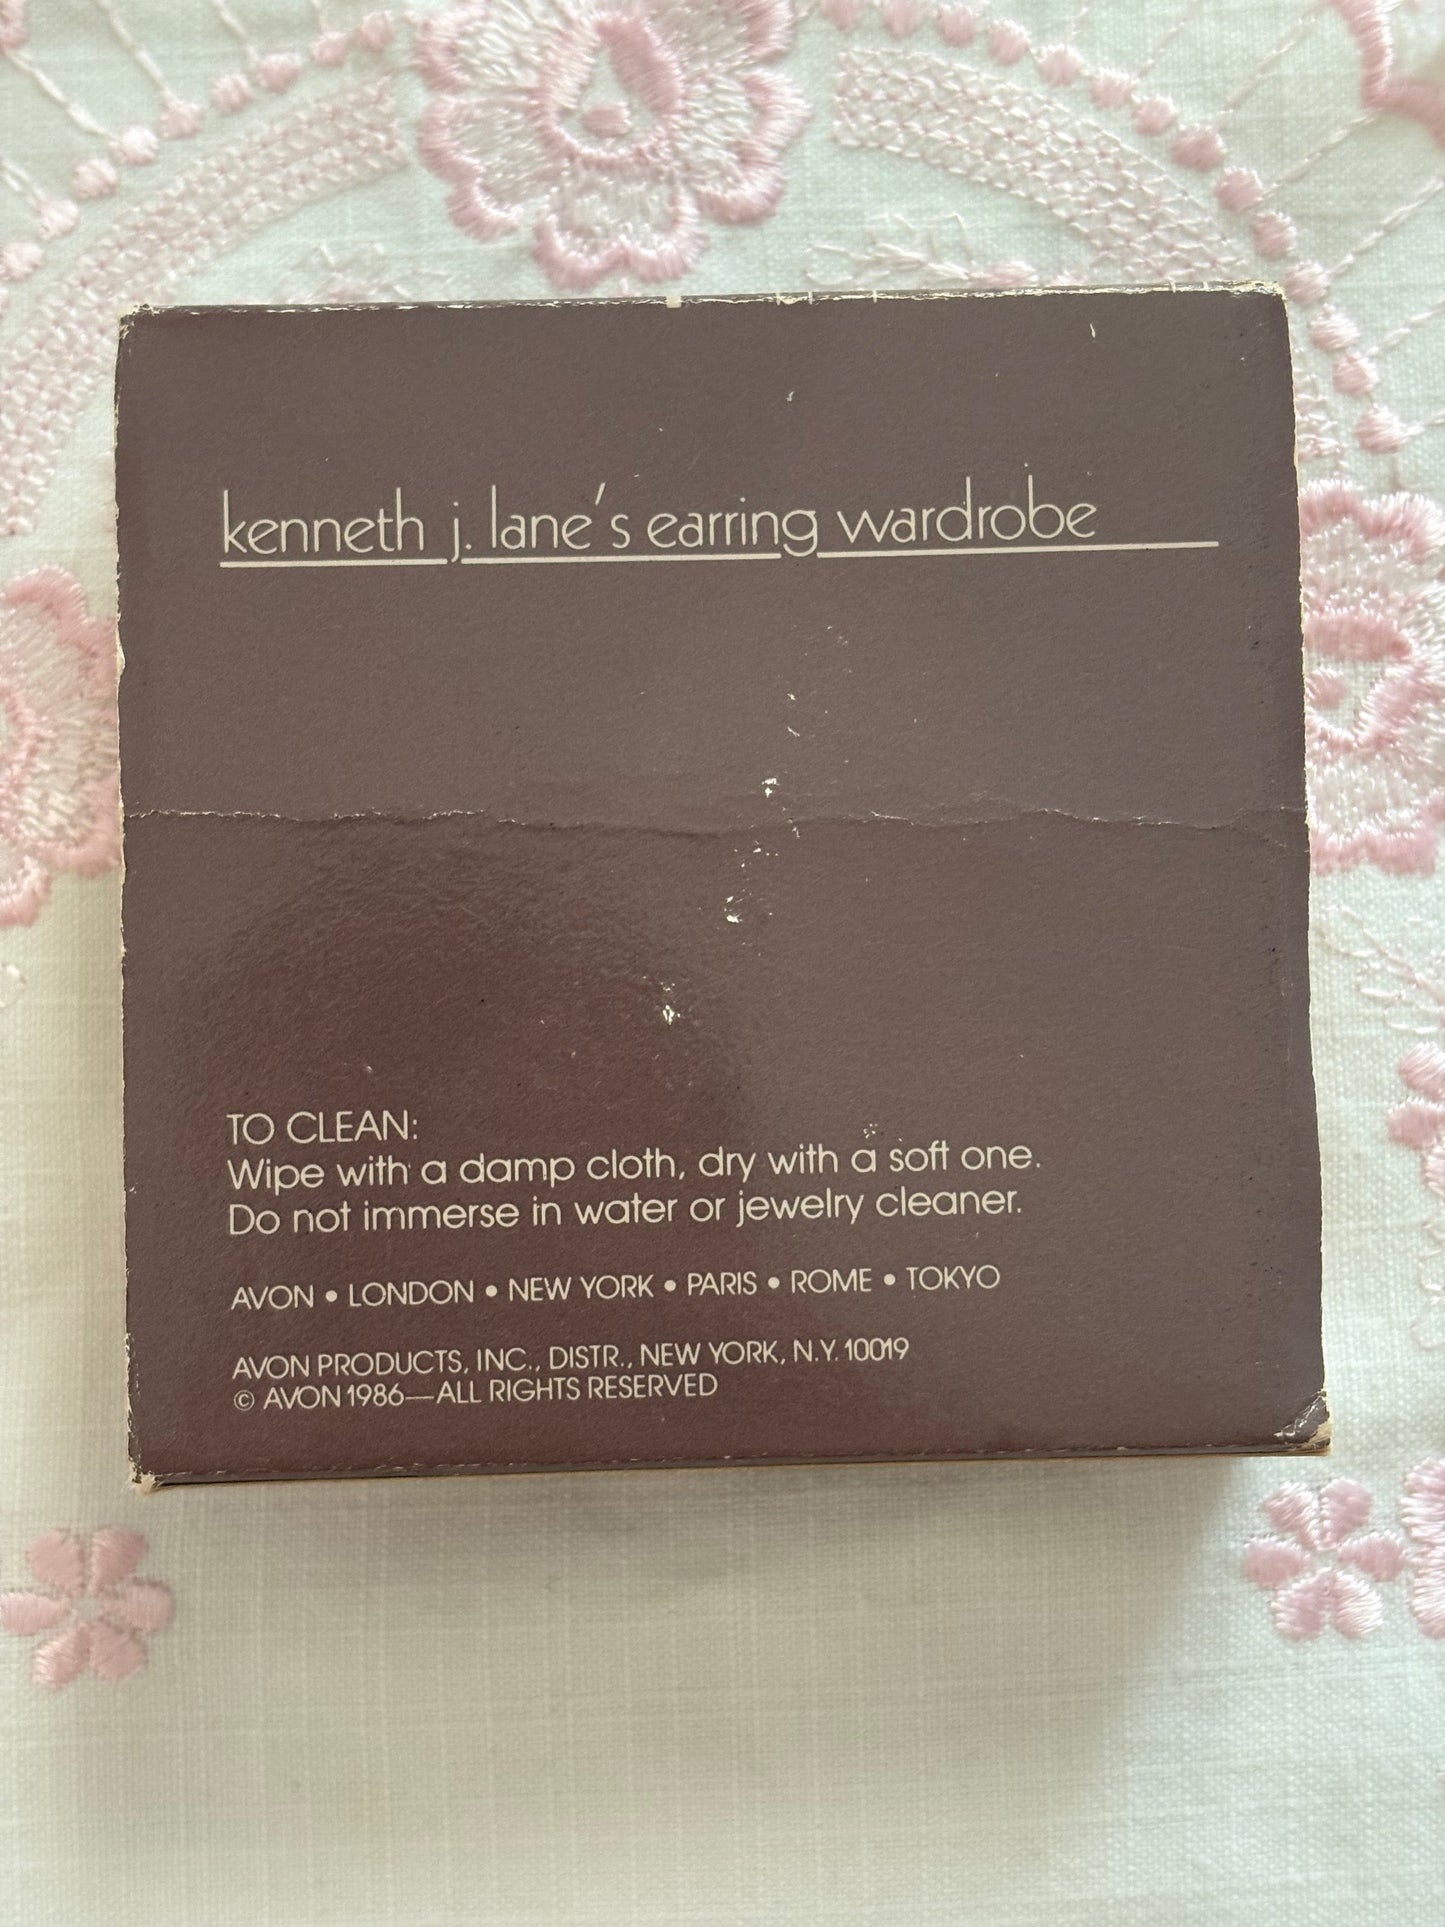 kenneth j. lane's earring wardrobe
TO CLEAN:
Wipe with a damp cloth, dry with a soft one.
Do not immerse in water or jewelry cleaner.
AVON • LONDON • NEW YORK • PARIS • ROME • TOKYO
AVON PRODUCTS, INC., DISTR., NEW YORK, N.Y. 10019
© AVON 1986—ALL RIGHTS RESERVED